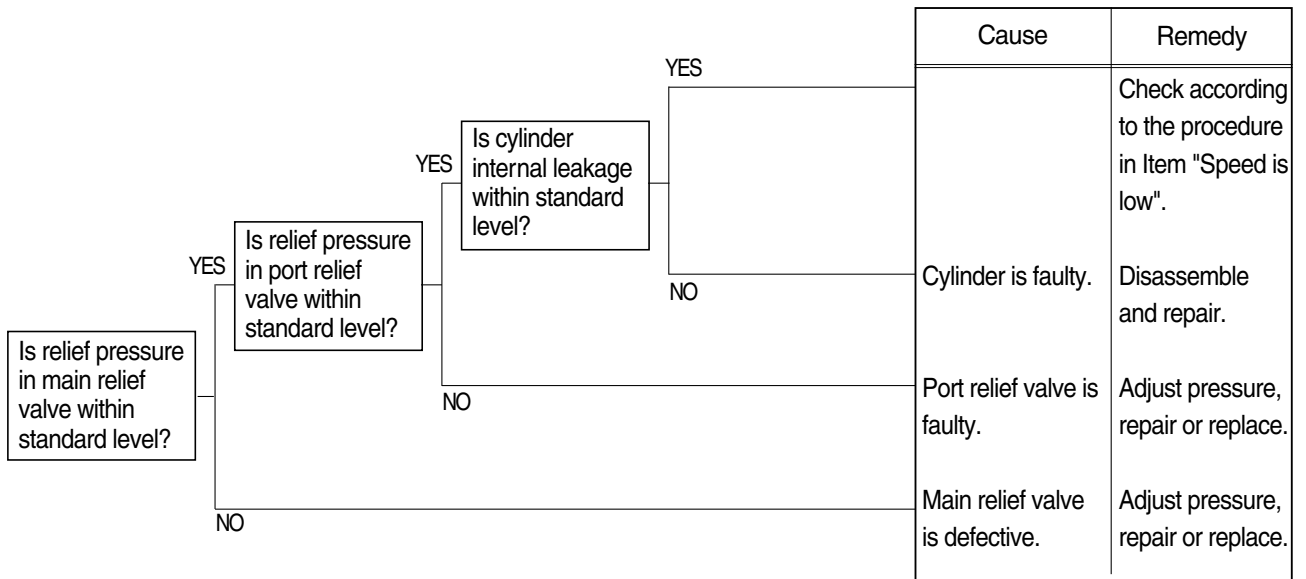 Cause
Remedy
YES
Check according
to the procedure
in Item "Speed is
low".
Is cylinder
internal leakage
within standard
level?
YES
NO
Cylinder is faulty.
Disassemble
and repair.
Is relief pressure
in port relief
valve within
standard level?
YES
NO
Port relief valve is
faulty.
Adjust pressure,
repair or replace.
Is relief pressure
in main relief
valve within
standard level?
NO
Main relief valve
is defective.
Adjust pressure,
repair or replace.